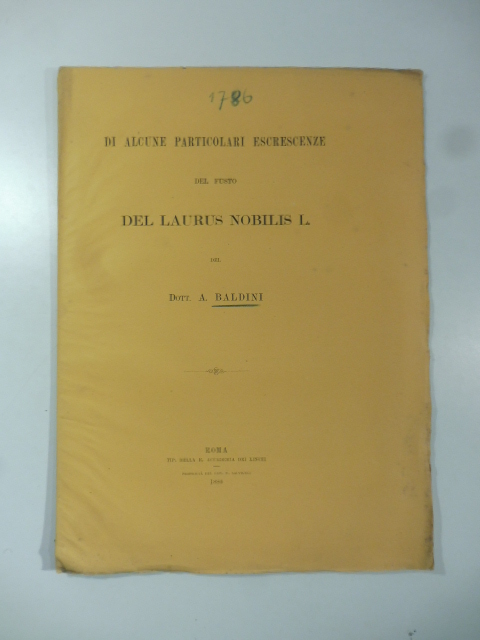 1786
DI ALCUNE PARTICOLARI ESCRESCENZE
DEL FUSTO
DEL LAURUS NOBILIS L.
DEL
DOTT. A. BALDINI
ROMA
TIP. DELLA R. ACCADEMIA DEI LINCEI